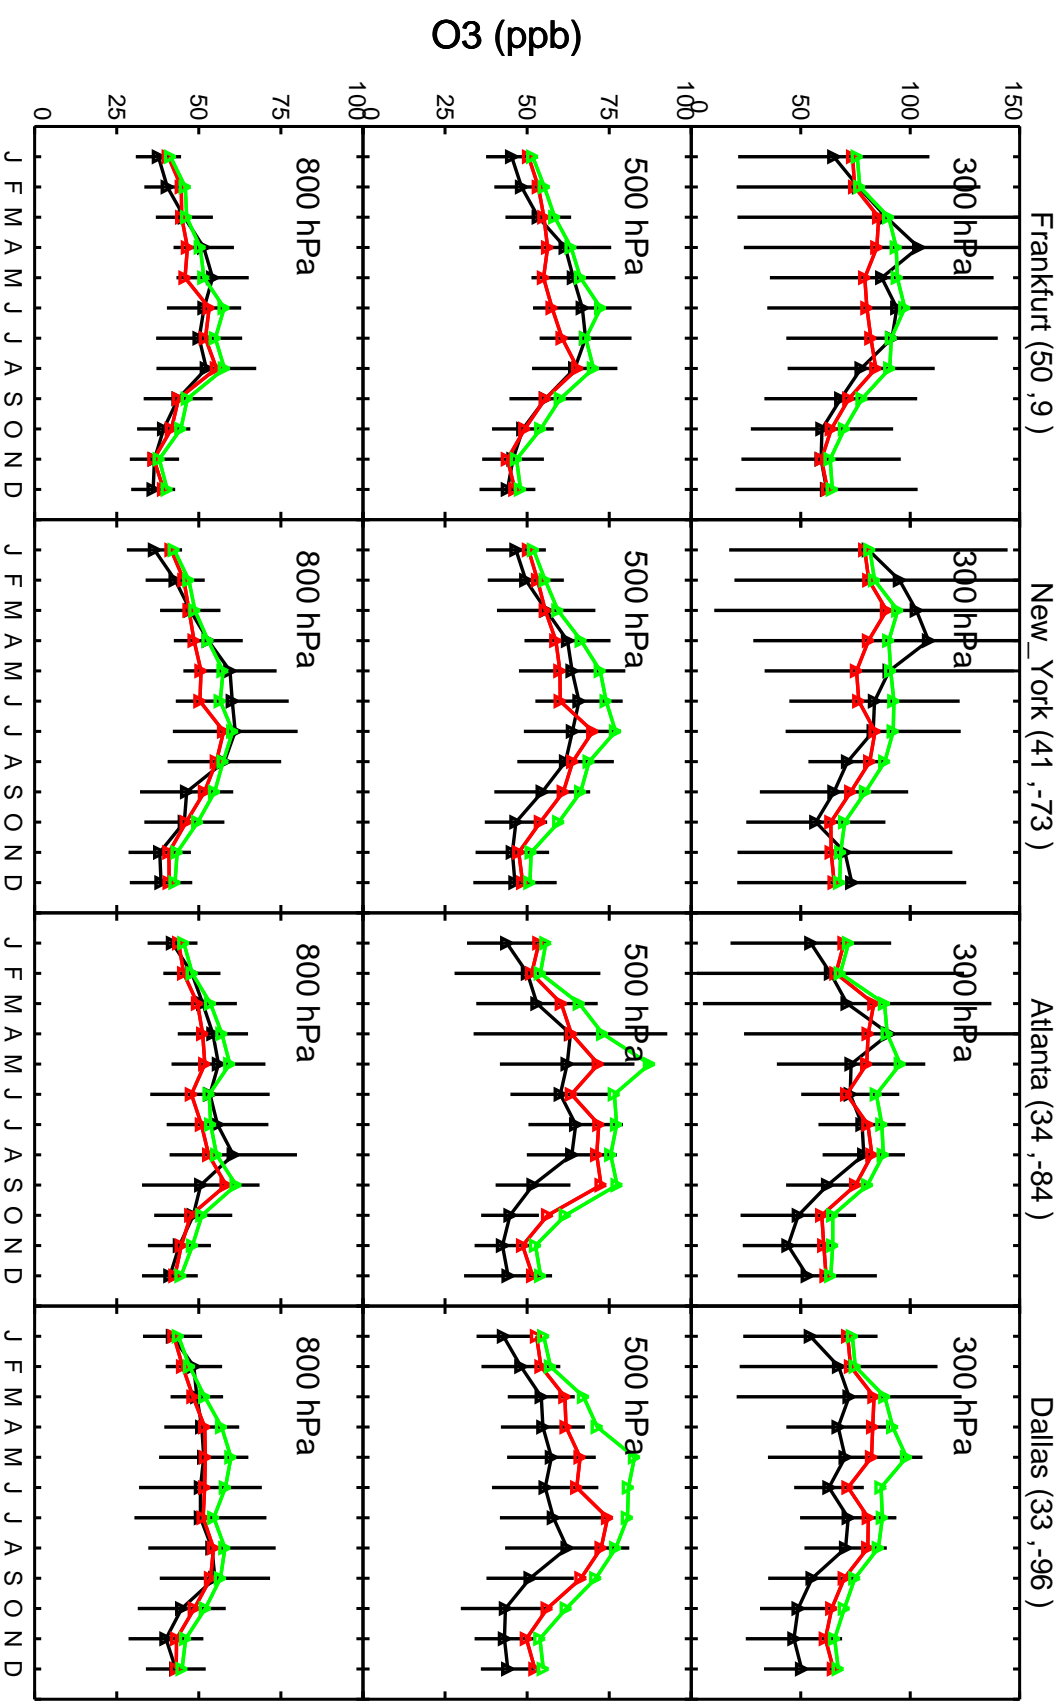 Frankfurt (50 ,9 )
New_York (41 ,-73 )
Atlanta (34 ,-84 )
Dallas (33 ,-96 )
150
100
50
0
300 hPa
300 hPa
300 hPa
300 hPa
O3 (ppb)
100
75
50
0
500 hPa
500 hPa
500 hPa
500 hPa
100
75
50
25
0
800 hPa
800 hPa
800 hPa
800 hPa
J F M A M J J A S O N D
J F M A M J J A S O N D
J F M A M J J A S O N D
J F M A M J J A S O N D